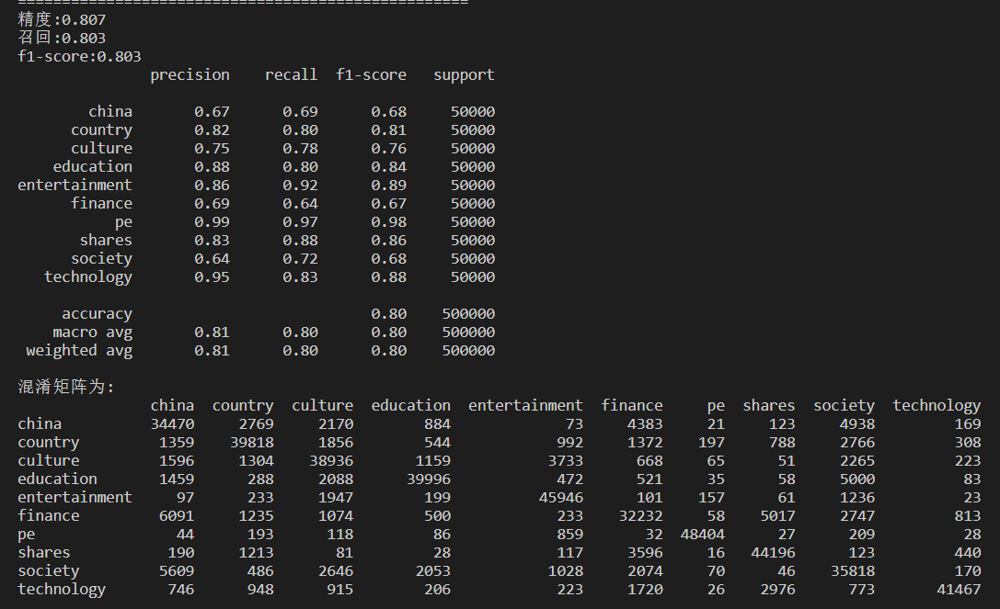 ==================================================
精度:0.807
召回:0.803
f1-score:0.803
precision recall f1-score support
china 0.67 0.69 0.68 50000
country 0.82 0.80 0.81 50000
culture 0.75 0.78 0.76 50000
education 0.88 0.80 0.84 50000
entertainment 0.86 0.92 0.89 50000
finance 0.69 0.64 0.67 50000
pe 0.99 0.97 0.98 50000
shares 0.83 0.88 0.86 50000
society 0.64 0.72 0.68 50000
technology 0.95 0.83 0.88 50000
accuracy 0.80 500000
macro avg 0.81 0.80 0.80 500000
weighted avg 0.81 0.80 0.80 500000
混淆矩阵为:
china country culture education entertainment finance pe shares society technology
china 34470 2769 2170 884 73 4383 21 123 4938 169
country 1359 39818 1856 544 992 1372 197 788 2766 308
culture 1596 1304 38936 1159 3733 668 65 51 2265 223
education 1459 288 2088 39996 472 521 35 58 5000 83
entertainment 97 233 1947 199 45946 101 157 61 1236 23
finance 6091 1235 1074 500 233 32232 58 5017 2747 813
pe 44 193 118 86 859 32 48404 27 209 28
shares 190 1213 81 28 117 3596 16 44196 123 440
society 5609 486 2646 2053 1028 2074 70 46 35818 170
technology 746 948 915 206 223 1720 26 2976 773 41467